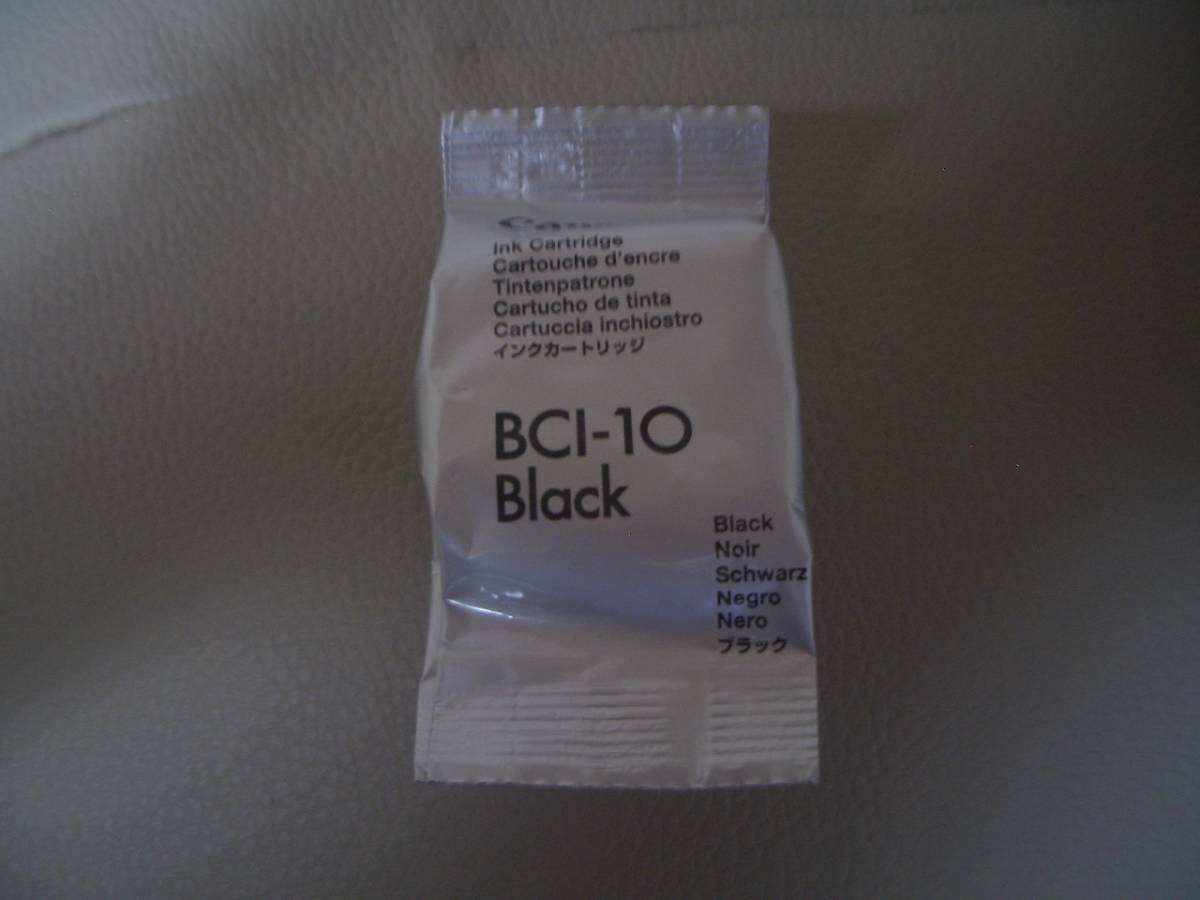 Ink Cartridge
Cartouche d'encre
Tintenpatrone
Cartucho de tinta
Cartuccia inchiostro
インクカートリッジ
BCI-10
Black
Black
Noir
Schwarz
Negro
Nero
ブラック